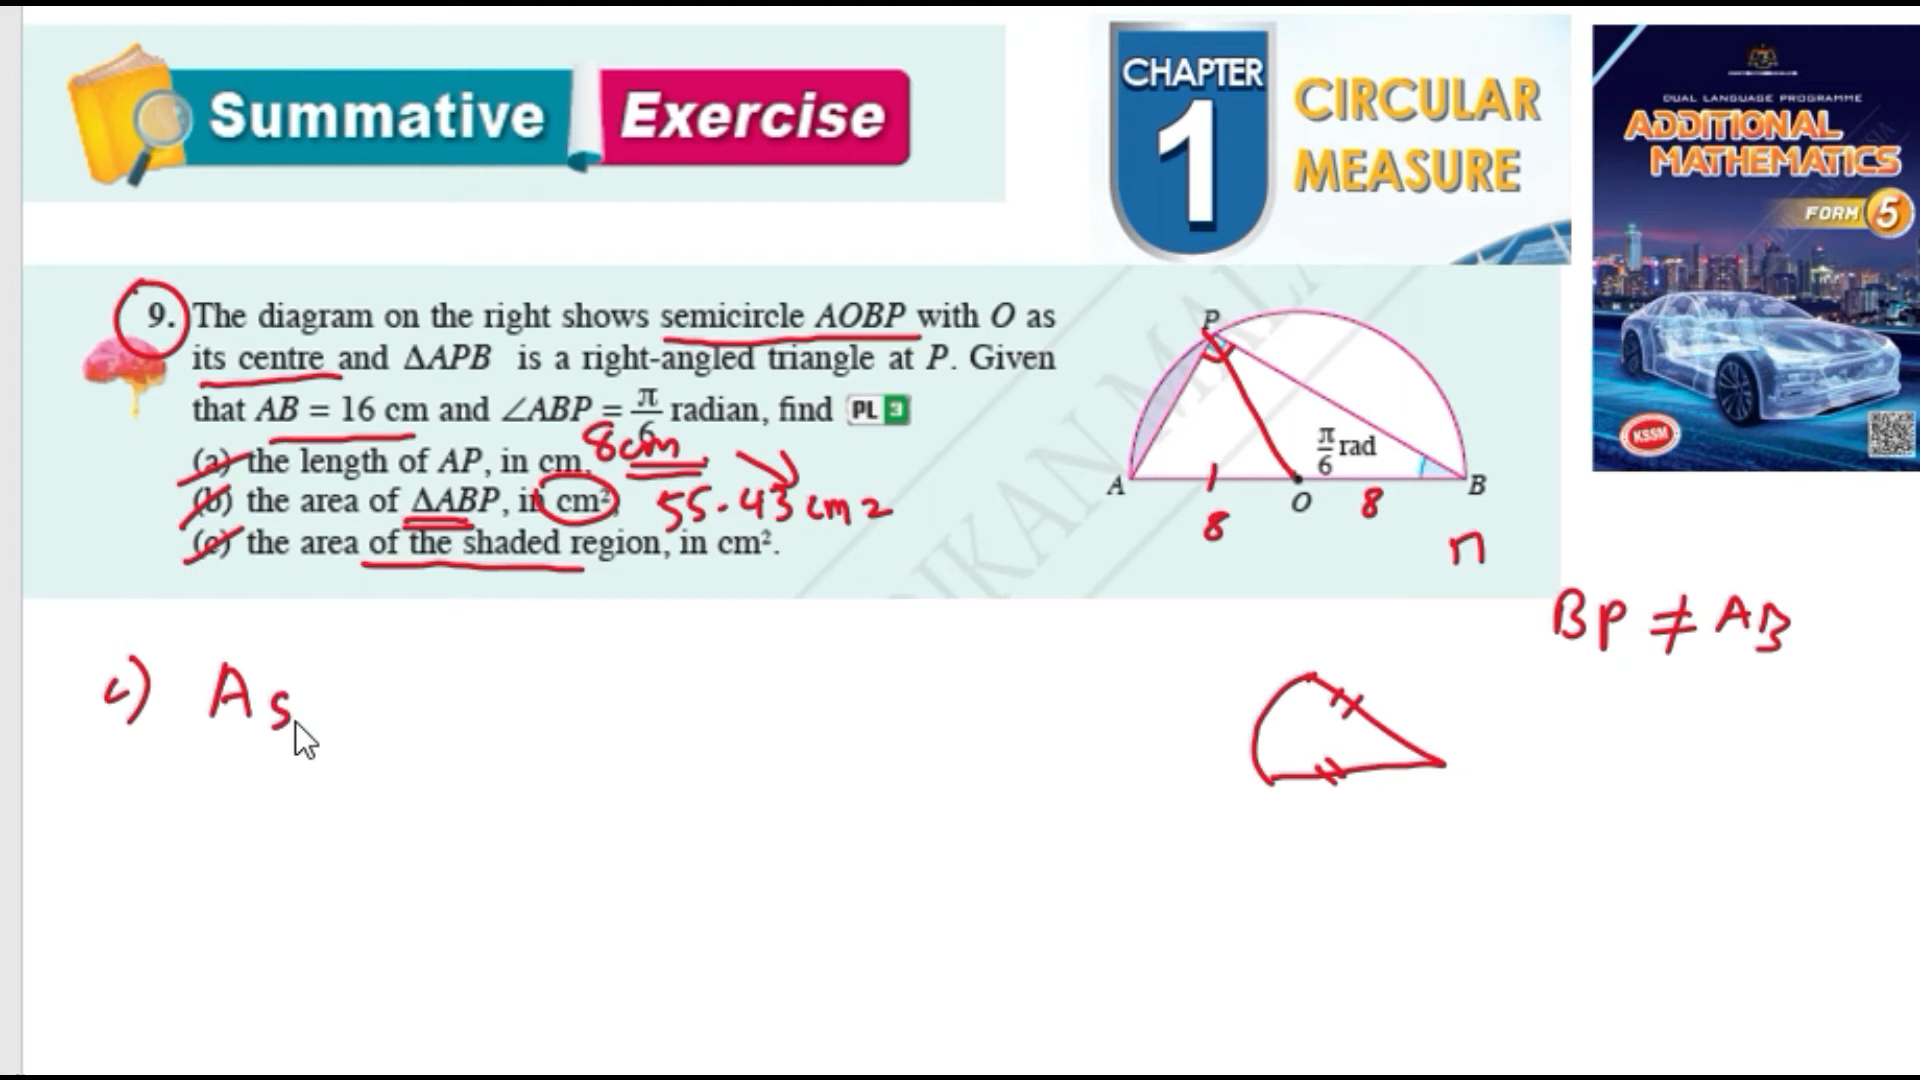 Summative Exercise
CHAPTER
1
CIRCULAR
MEASURE
DUAL LANGUAGE PROGRAMME
ADDITIONAL
MATHEMATICS
FORM 5
KSSM
9. The diagram on the right shows semicircle AOBP with O as
its centre and ΔAPB is a right-angled triangle at P. Given
that AB = 16 cm and ∠ABP = π/6 radian, find PL 3
(a) the length of AP, in cm, 8cm
(b) the area of ΔABP, in cm², 55.43 cm2
(c) the area of the shaded region, in cm².
P
π/6 rad
A
O
B
8
8
BP ≠ AB
c) As